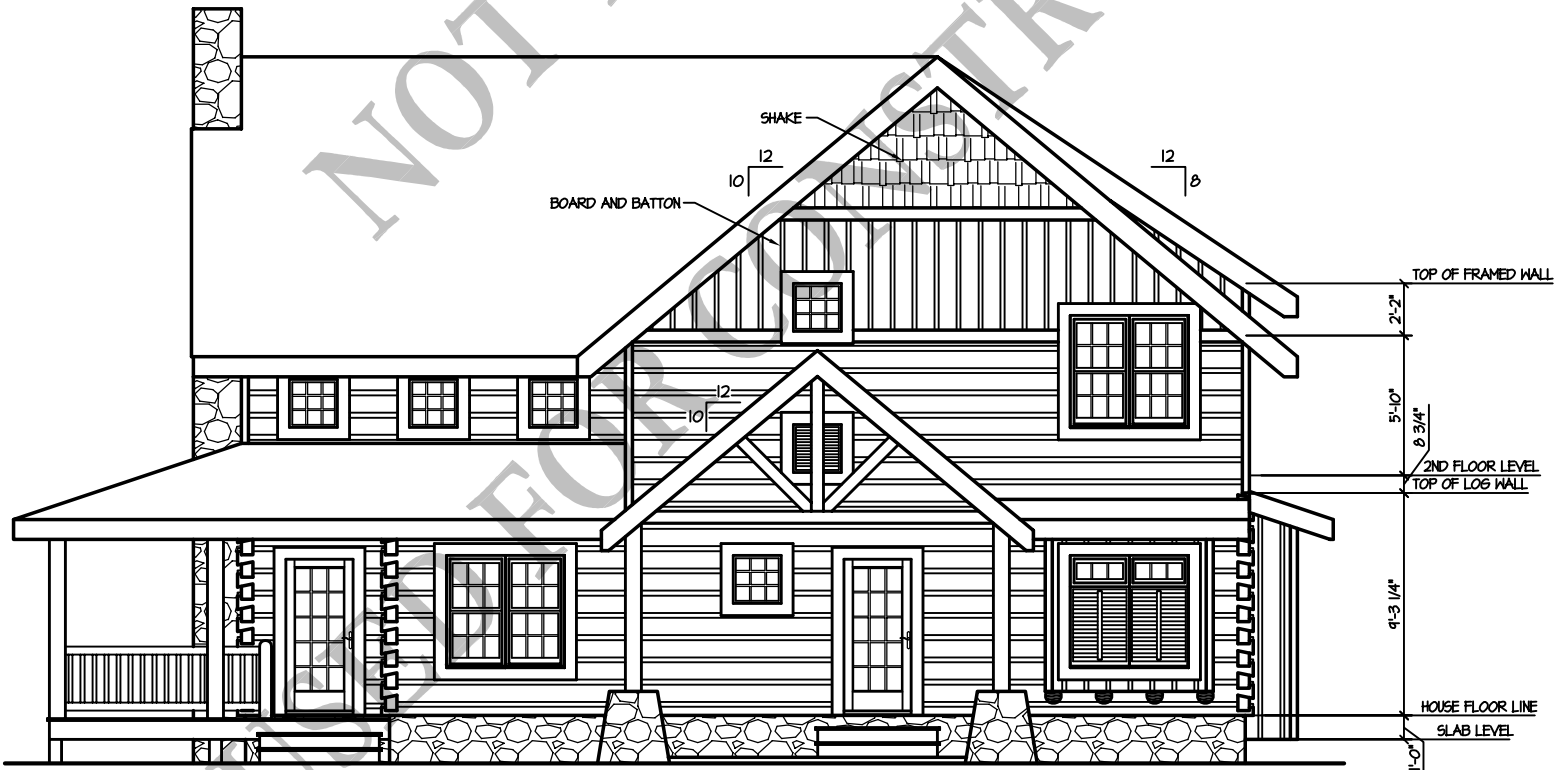 NOT
USED FOR CONSTR
SHAKE
12
10
12
8
BOARD AND BATTON
TOP OF FRAMED WALL
2'-2"
12
10
5'-10"
8 3/4"
2ND FLOOR LEVEL
TOP OF LOG WALL
9'-3 1/4"
HOUSE FLOOR LINE
SLAB LEVEL
1'-0"